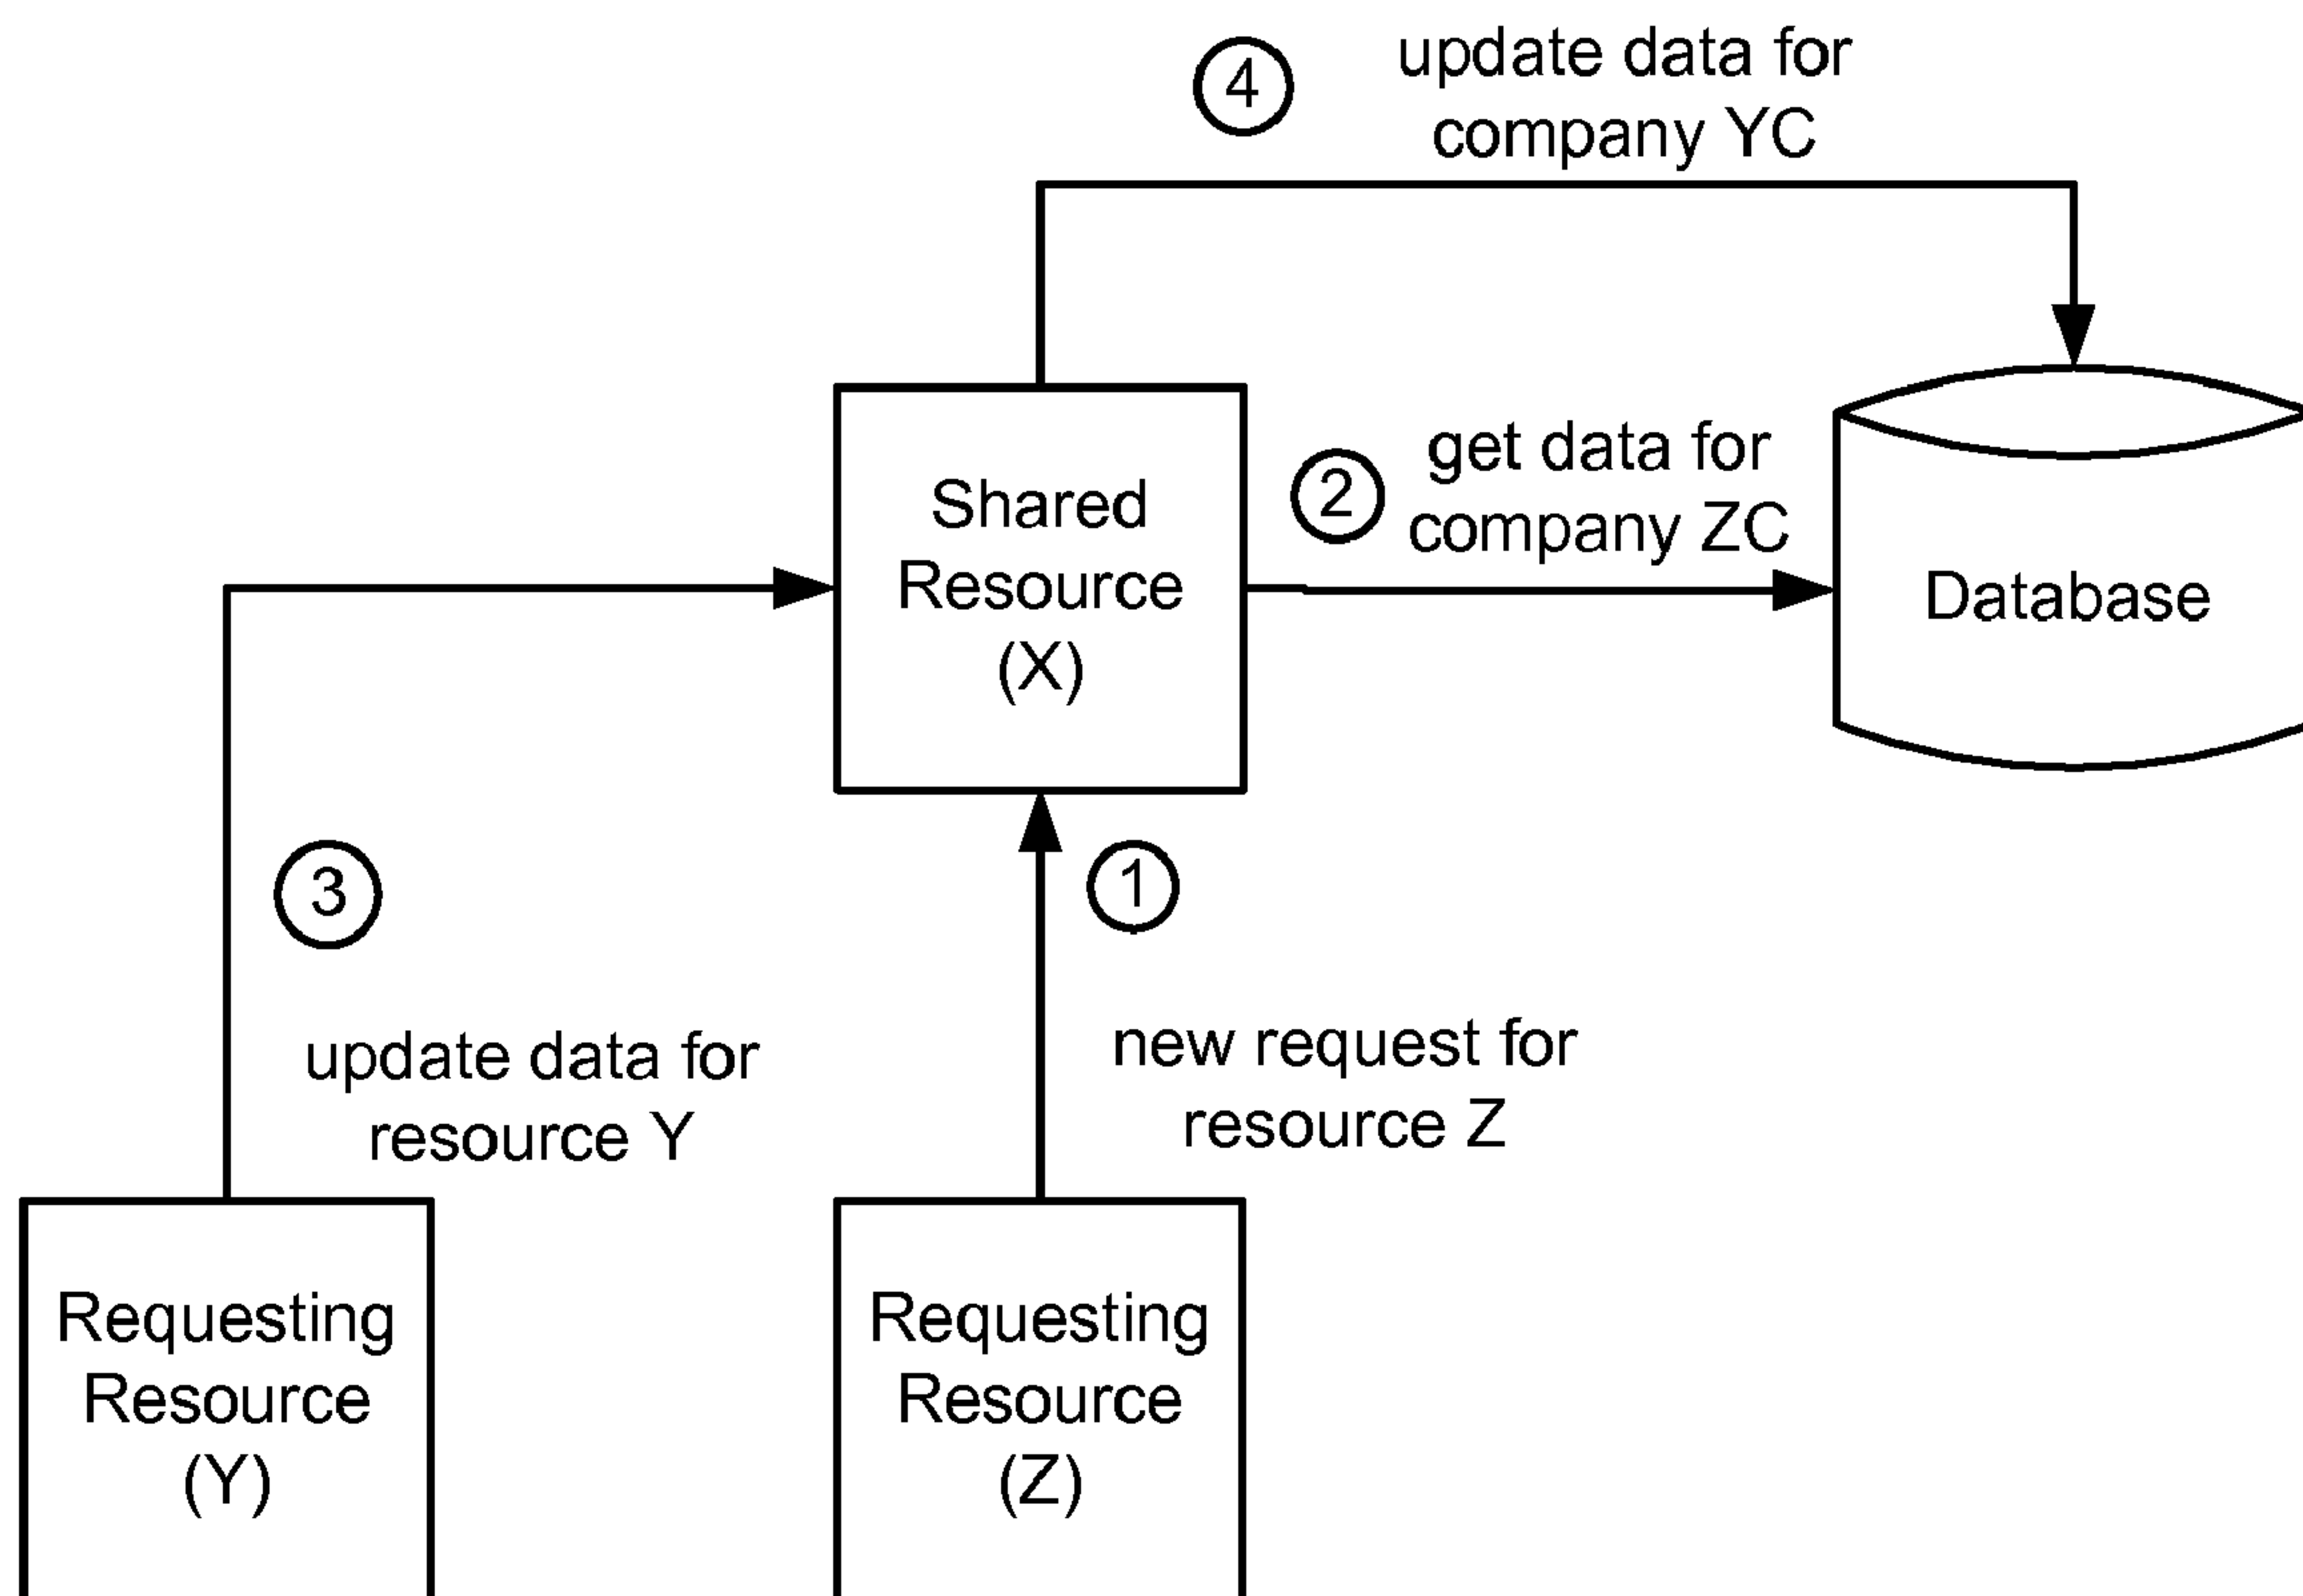 4
update data for
company YC
Shared
Resource
(X)
2
get data for
company ZC
Database
3
1
update data for
resource Y
new request for
resource Z
Requesting
Resource
(Y)
Requesting
Resource
(Z)